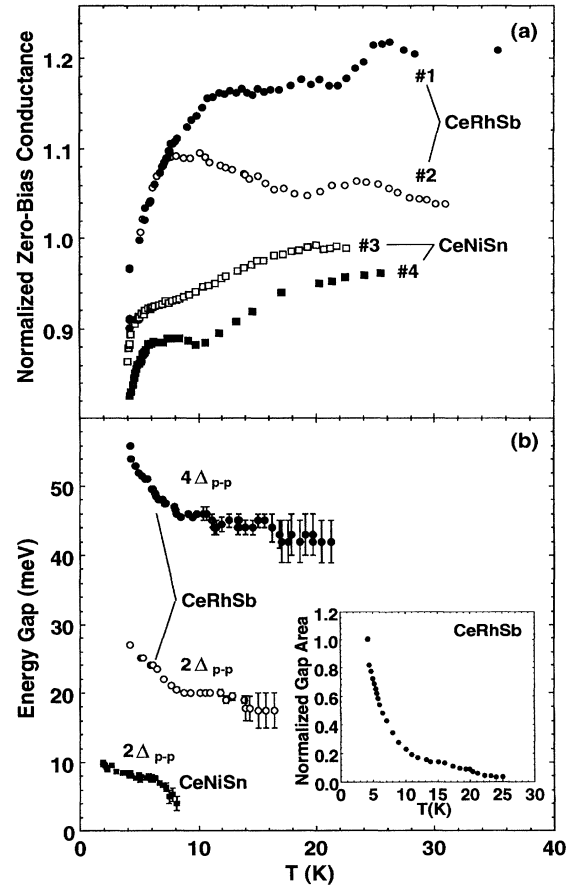 (a)
1.2
#1
CeRhSb
1.1
#2
Normalized Zero-Bias Conductance
1.0
#3
CeNiSn
#4
0.9
(b)
4Δp-p
50
40
Energy Gap (meV)
CeRhSb
30
2Δp-p
20
2Δp-p
10
CeNiSn
0
0
10
20
30
40
T (K)
1.2
CeRhSb
1.0
Normalized Gap Area
0.8
0.6
0.4
0.2
0.0
0
5
10
15
20
25
30
T(K)